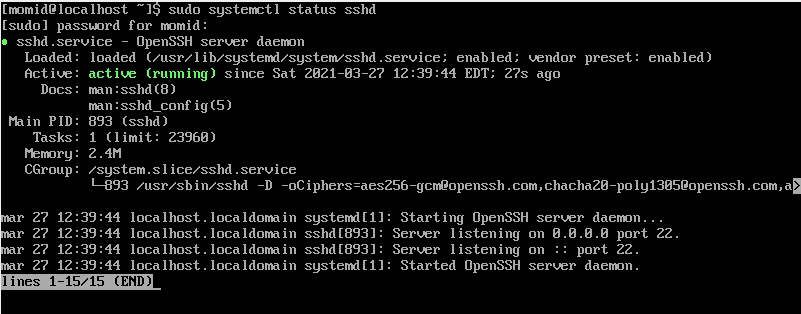 [momid@localhost ~]$ sudo systemctl status sshd
[sudo] password for momid:
● sshd.service - OpenSSH server daemon
   Loaded: loaded (/usr/lib/systemd/system/sshd.service; enabled; vendor preset: enabled)
   Active: active (running) since Sat 2021-03-27 12:39:44 EDT; 27s ago
     Docs: man:sshd(8)
           man:sshd_config(5)
 Main PID: 893 (sshd)
    Tasks: 1 (limit: 23960)
   Memory: 2.4M
   CGroup: /system.slice/sshd.service
           └─893 /usr/sbin/sshd -D -oCiphers=aes256-gcm@openssh.com,chacha20-poly1305@openssh.com,a>
mar 27 12:39:44 localhost.localdomain systemd[1]: Starting OpenSSH server daemon...
mar 27 12:39:44 localhost.localdomain sshd[893]: Server listening on 0.0.0.0 port 22.
mar 27 12:39:44 localhost.localdomain sshd[893]: Server listening on :: port 22.
mar 27 12:39:44 localhost.localdomain systemd[1]: Started OpenSSH server daemon.
lines 1-15/15 (END)